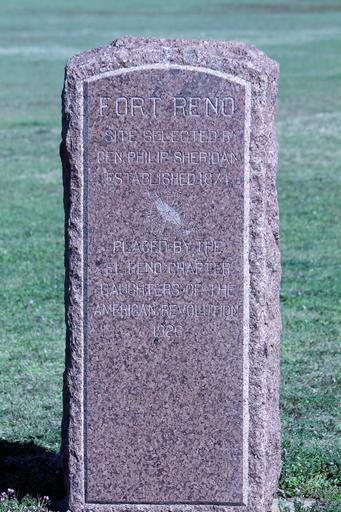 FORT RENO
SITE SELECTED BY
GEN. PHILIP SHERIDAN
ESTABLISHED 1874
PLACED BY THE
EL RENO CHAPTER
DAUGHTERS OF THE
AMERICAN REVOLUTION